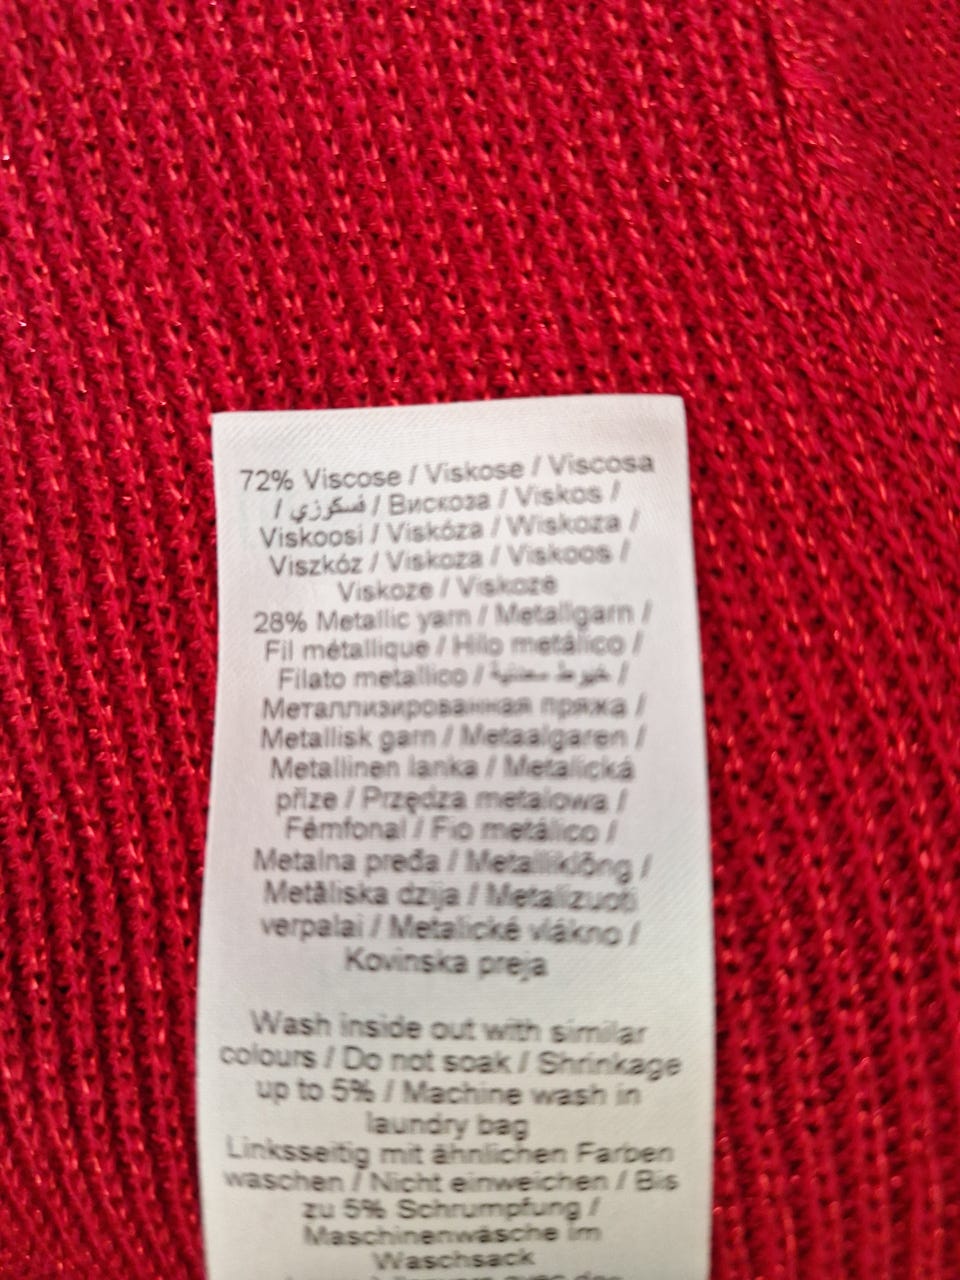 72% Viscose / Viskose / Viscosa
/ فسكوزي / Вискоза / Viskos /
Viskoosi / Viskóza / Wiskoza /
Viszkóz / Viskoza / Viskoos /
Viskoze / Viskozė
28% Metallic yarn / Metallgarn /
Fil métallique / Hilo metálico /
Filato metallico / خيوط معدنية /
Металлизированная пряжа /
Metallisk garn / Metaalgaren /
Metallinen lanka / Metalická
příze / Przędza metalowa /
Fémfonal / Fio metálico /
Metalna pređa / Metalliklõng /
Metāliska dzija / Metalizuoti
verpalai / Metalické vlákno /
Kovinska preja
Wash inside out with similar
colours / Do not soak / Shrinkage
up to 5% / Machine wash in
laundry bag
Linksseitig mit ähnlichen Farben
waschen / Nicht einweichen / Bis
zu 5% Schrumpfung /
Maschinenwäsche im
Waschsack